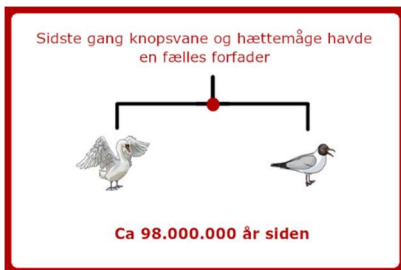 Sidste gang knopsvane og hættemåge havde
en fælles forfader
Ca 98.000.000 år siden